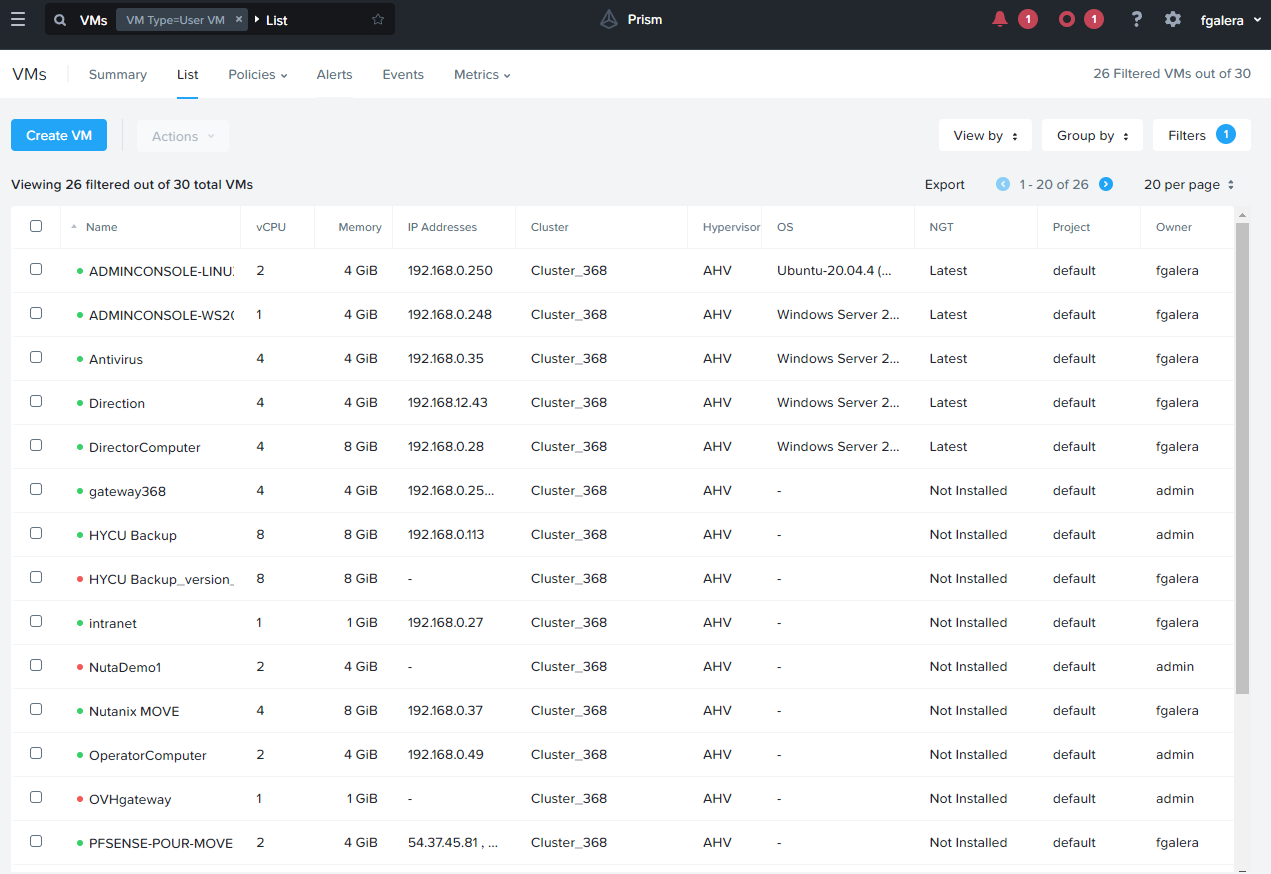 VMs VM Type=User VM × List Prism 1 1 ? fgalera
VMs Summary List Policies Alerts Events Metrics 26 Filtered VMs out of 30
Create VM Actions View by Group by Filters 1
Viewing 26 filtered out of 30 total VMs Export 1 - 20 of 26 20 per page
Name vCPU Memory IP Addresses Cluster Hypervisor OS NGT Project Owner
ADMINCONSOLE-LINU 2 4 GiB 192.168.0.250 Cluster_368 AHV Ubuntu-20.04.4 (... Latest default fgalera
ADMINCONSOLE-WS20 1 4 GiB 192.168.0.248 Cluster_368 AHV Windows Server 2... Latest default fgalera
Antivirus 4 4 GiB 192.168.0.35 Cluster_368 AHV Windows Server 2... Latest default fgalera
Direction 4 4 GiB 192.168.12.43 Cluster_368 AHV Windows Server 2... Latest default fgalera
DirectorComputer 4 8 GiB 192.168.0.28 Cluster_368 AHV Windows Server 2... Latest default fgalera
gateway368 4 4 GiB 192.168.0.25... Cluster_368 AHV - Not Installed default admin
HYCU Backup 8 8 GiB 192.168.0.113 Cluster_368 AHV - Not Installed default admin
HYCU Backup_version_ 8 8 GiB - Cluster_368 AHV - Not Installed default fgalera
intranet 1 1 GiB 192.168.0.27 Cluster_368 AHV - Not Installed default fgalera
NutaDemo1 2 4 GiB - Cluster_368 AHV - Not Installed default admin
Nutanix MOVE 4 8 GiB 192.168.0.37 Cluster_368 AHV - Not Installed default fgalera
OperatorComputer 2 4 GiB 192.168.0.49 Cluster_368 AHV - Not Installed default admin
OVHgateway 1 1 GiB - Cluster_368 AHV - Not Installed default admin
PFSENSE-POUR-MOVE 2 4 GiB 54.37.45.81 , ... Cluster_368 AHV - Not Installed default fgalera